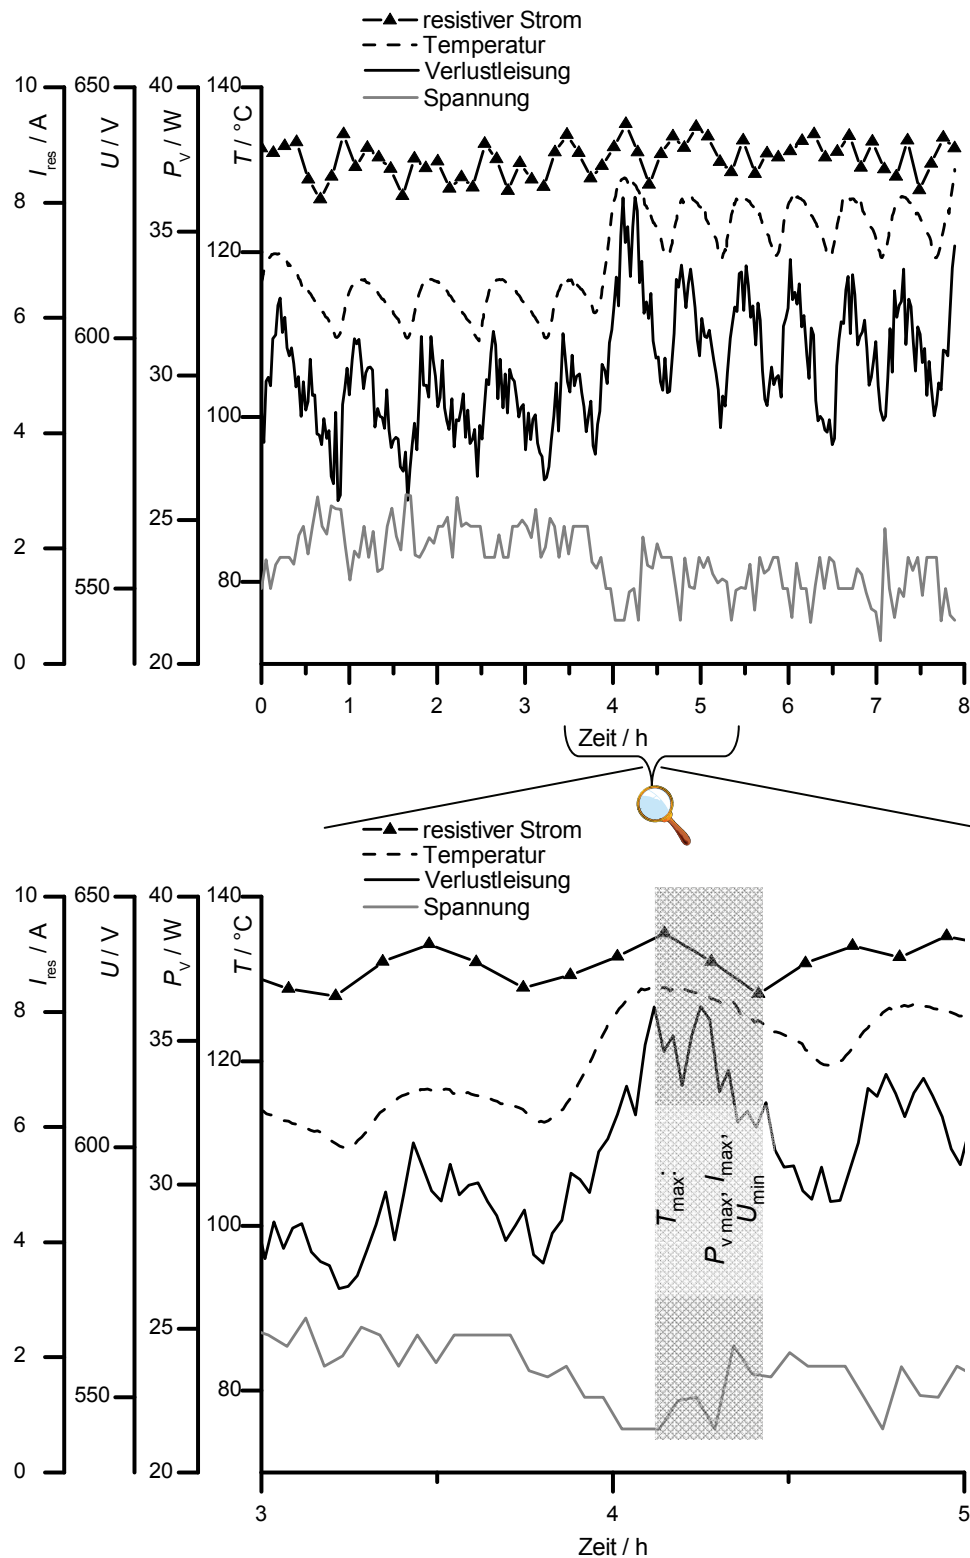 resistiver Strom
Temperatur
Verlustleisung
Spannung
10
8
6
4
2
0
I_res / A
650
600
550
U / V
40
35
30
25
20
P_V / W
140
120
100
80
T / °C
0 1 2 3 4 5 6 7 8
Zeit / h
resistiver Strom
Temperatur
Verlustleisung
Spannung
10
8
6
4
2
0
I_res / A
650
600
550
U / V
40
35
30
25
20
P_V / W
140
120
100
80
T / °C
T_max:
P_v max, I_max,
U_min
3 4 5
Zeit / h